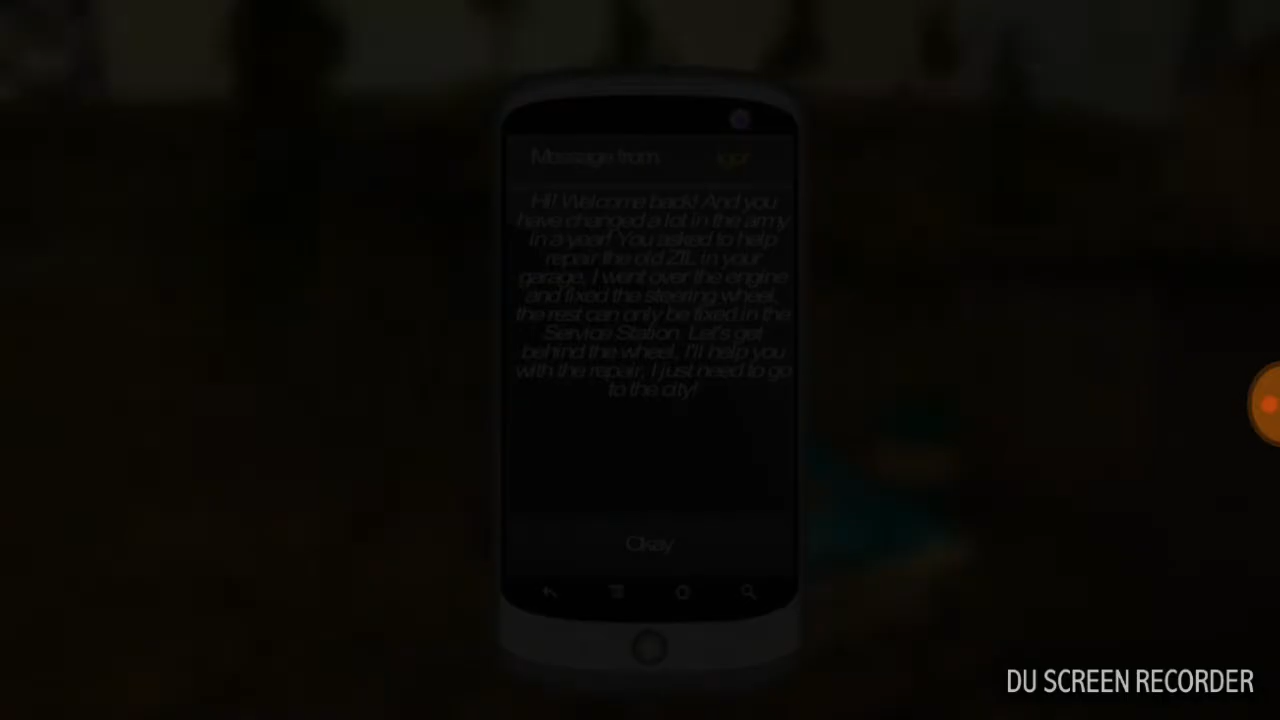 Message from Igor
Hi! Welcome back! And you
have changed a lot in the army
in a year! You asked to help
repair the old ZIL in your
garage. I went over the engine
and fixed the steering wheel,
the rest can only be fixed in the
Service Station. Let's get
behind the wheel, I'll help you
with the repair, I just need to go
to the city!
Okay
DU SCREEN RECORDER